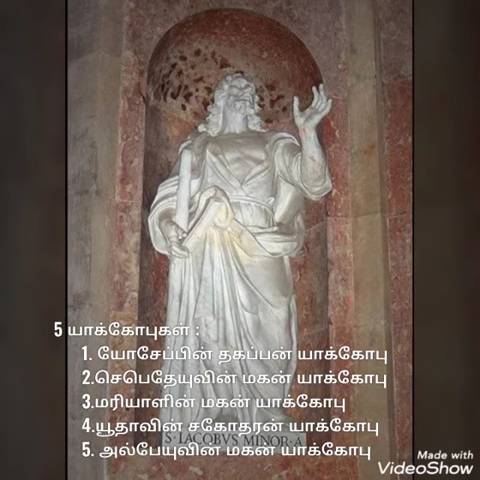 5 யாக்கோபுகள் :
1. யோசேப்பின் தகப்பன் யாக்கோபு
2.செபெதேயுவின் மகன் யாக்கோபு
3.மரியாளின் மகன் யாக்கோபு
4.யூதாவின் சகோதரன் யாக்கோபு
S·IACOBVS MINOR·A
5. அல்பேயுவின் மகன் யாக்கோபு
Made with
VideoShow